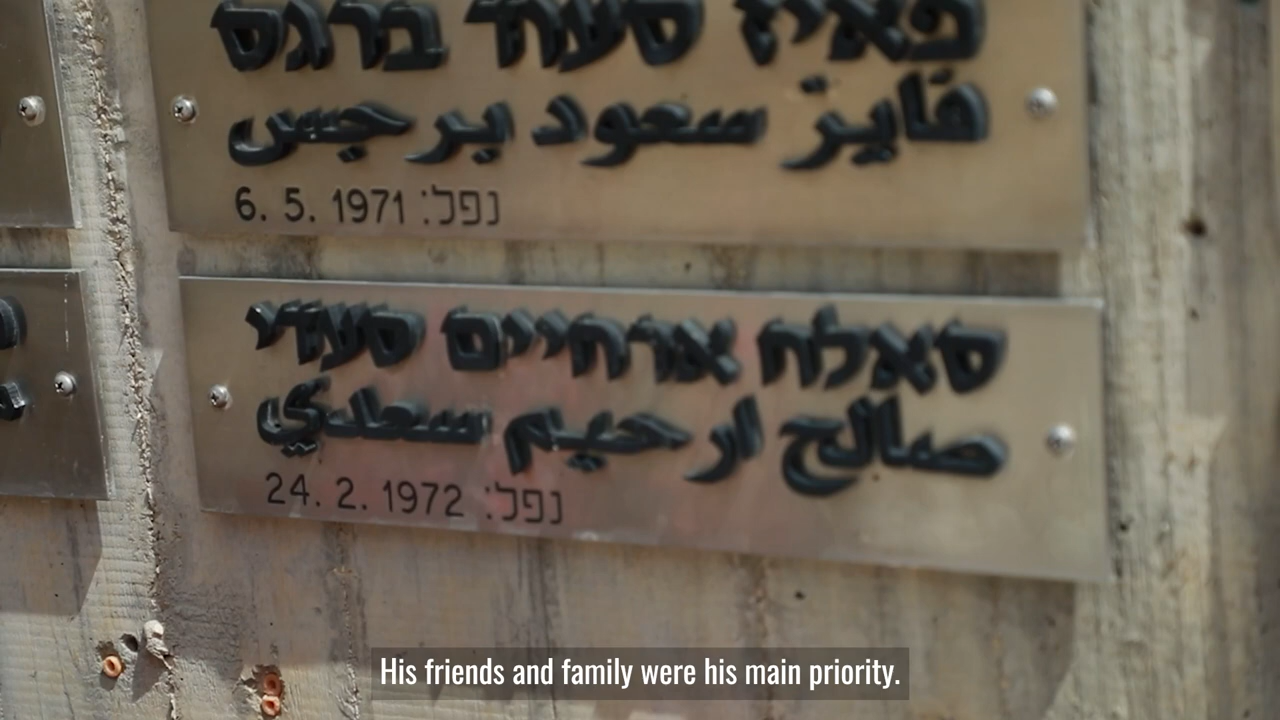 פאיז סעוד ברגס
فايز سعود برجس
נפל: 6. 5. 1971
סאלח ארחיים סעדי
صالح ارحيم سعدي
נפל: 24. 2. 1972
His friends and family were his main priority.